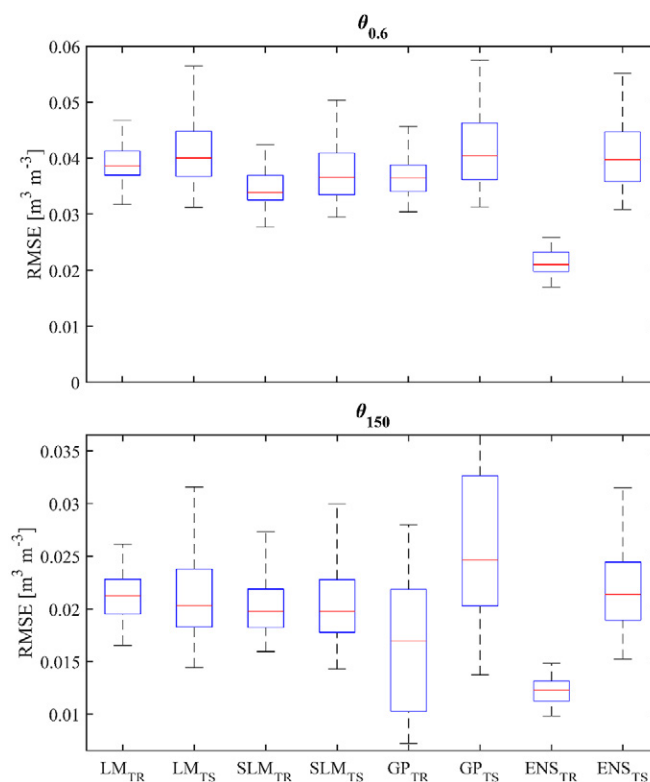 θ0.6
0.06
0.05
0.04
0.03
0.02
0.01
0
RMSE [m3 m-3]
θ150
0.035
0.03
0.025
0.02
0.015
0.01
RMSE [m3 m-3]
LMTR LMTS SLMTR SLMTS GPTR GPTS ENSTR ENSTS